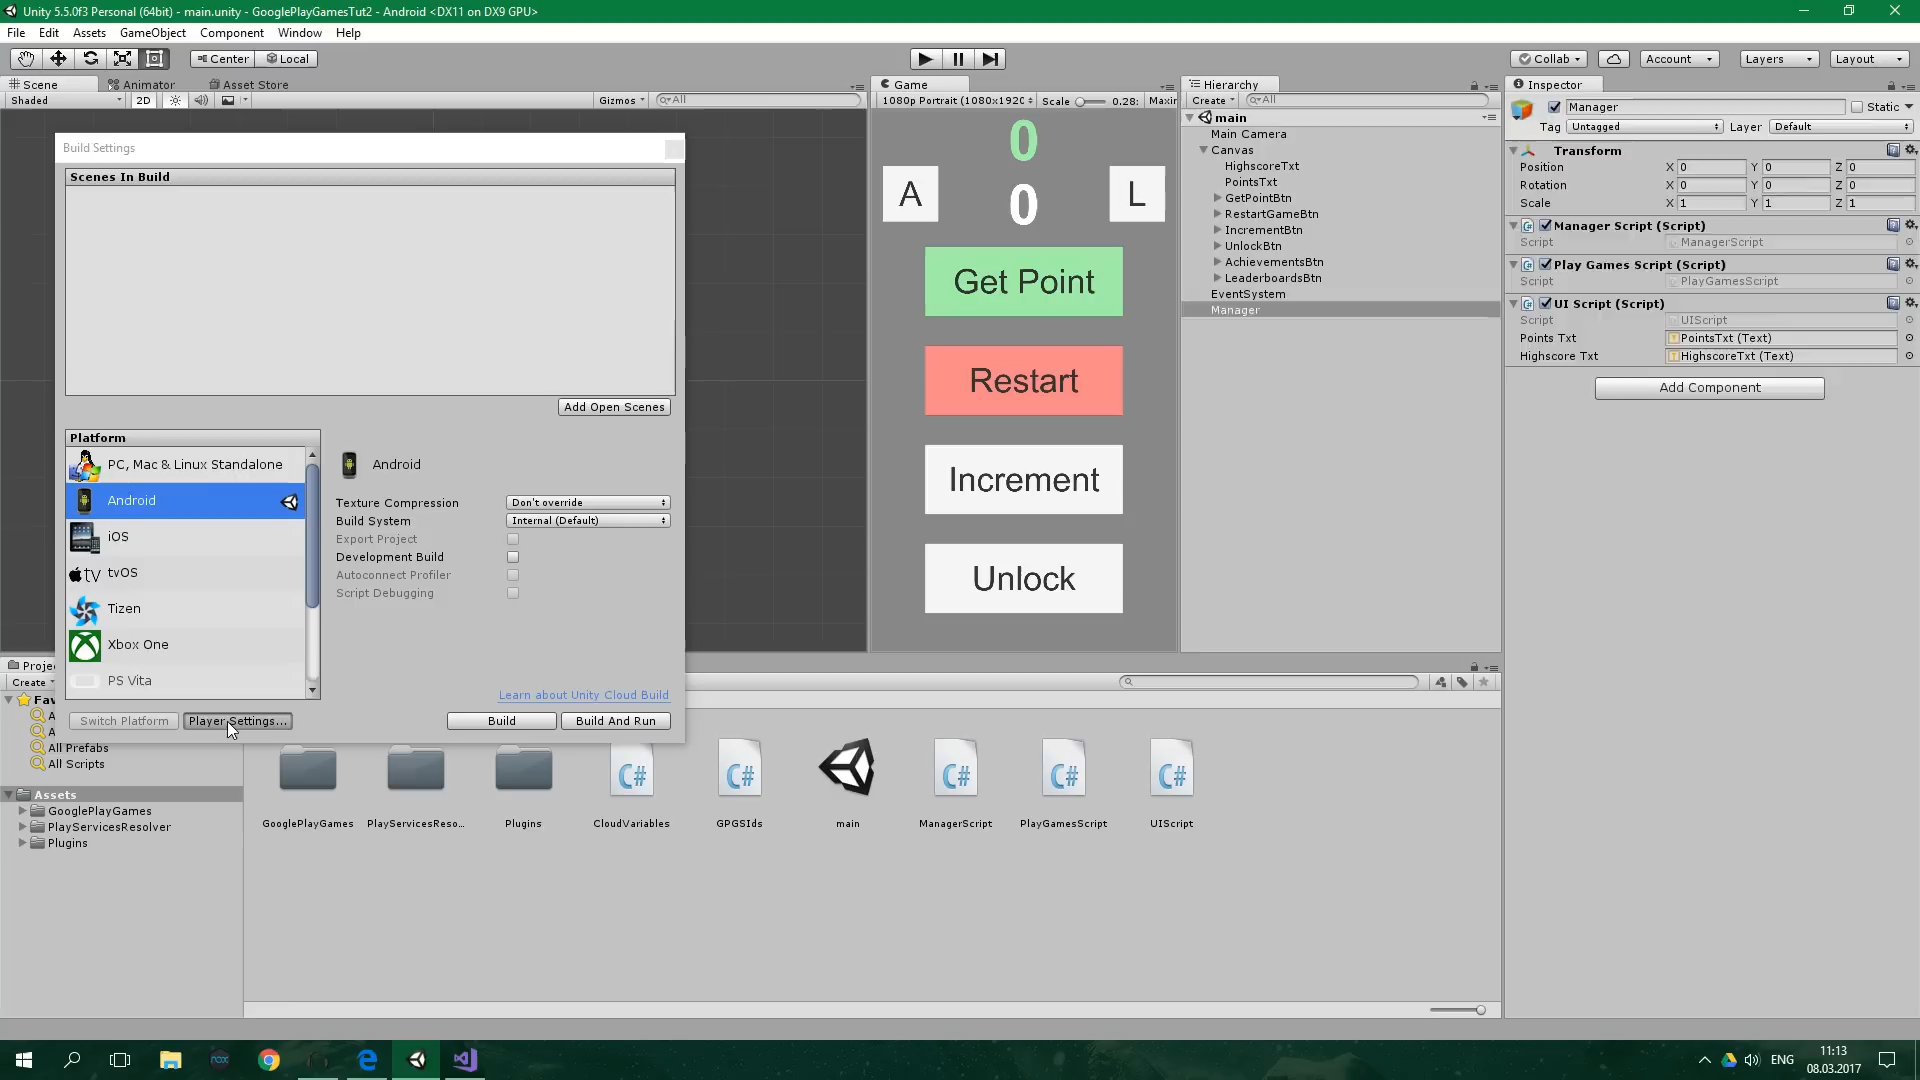 Unity 5.5.0f3 Personal (64bit) - main.unity - GooglePlayGamesTut2 - Android <DX11 on DX9 GPU>
File Edit Assets GameObject Component Window Help
Center Local
Collab Account Layers Layout
Scene Animator Asset Store
Shaded 2D Gizmos All
Game
1080p Portrait (1080x192 Scale 0.28: Maxin
Hierarchy
Create All
main
Main Camera
Canvas
HighscoreTxt
PointsTxt
GetPointBtn
RestartGameBtn
IncrementBtn
UnlockBtn
AchievementsBtn
LeaderboardsBtn
EventSystem
Manager
Inspector
Manager Static
Tag Untagged Layer Default
Transform
Position X 0 Y 0 Z 0
Rotation X 0 Y 0 Z 0
Scale X 1 Y 1 Z 1
Manager Script (Script)
Script ManagerScript
Play Games Script (Script)
Script PlayGamesScript
UI Script (Script)
Script UIScript
Points Txt PointsTxt (Text)
Highscore Txt HighscoreTxt (Text)
Add Component
0
A 0 L
Get Point
Restart
Increment
Unlock
Build Settings
Scenes In Build
Add Open Scenes
Platform
PC, Mac & Linux Standalone
Android
iOS
tv tvOS
Tizen
Xbox One
PS Vita
Android
Texture Compression Don't override
Build System Internal (Default)
Export Project
Development Build
Autoconnect Profiler
Script Debugging
Learn about Unity Cloud Build
Switch Platform Player Settings... Build Build And Run
Proje
Create
Fav
A
A
All Prefabs
All Scripts
Assets
GooglePlayGames
PlayServicesResolver
Plugins
C# C# C# C# C#
GooglePlayGames PlayServicesReso... Plugins CloudVariables GPGSIds main ManagerScript PlayGamesScript UIScript
nox
ENG
11:13
08.03.2017